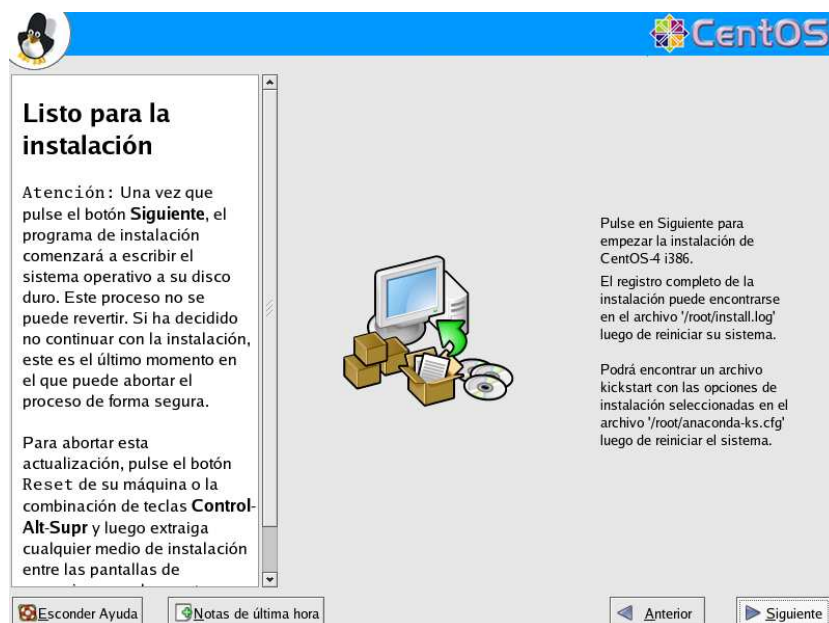 CentOS
Listo para la
instalación
Atención: Una vez que
pulse el botón Siguiente, el
programa de instalación
comenzará a escribir el
sistema operativo a su disco
duro. Este proceso no se
puede revertir. Si ha decidido
no continuar con la instalación,
este es el último momento en
el que puede abortar el
proceso de forma segura.
Para abortar esta
actualización, pulse el botón
Reset de su máquina o la
combinación de teclas Control-
Alt-Supr y luego extraiga
cualquier medio de instalación
entre las pantallas de
Pulse en Siguiente para
empezar la instalación de
CentOS-4 i386.
El registro completo de la
instalación puede encontrarse
en el archivo '/root/install.log'
luego de reiniciar su sistema.
Podrá encontrar un archivo
kickstart con las opciones de
instalación seleccionadas en el
archivo '/root/anaconda-ks.cfg'
luego de reiniciar el sistema.
Esconder Ayuda
Notas de última hora
Anterior
Siguiente